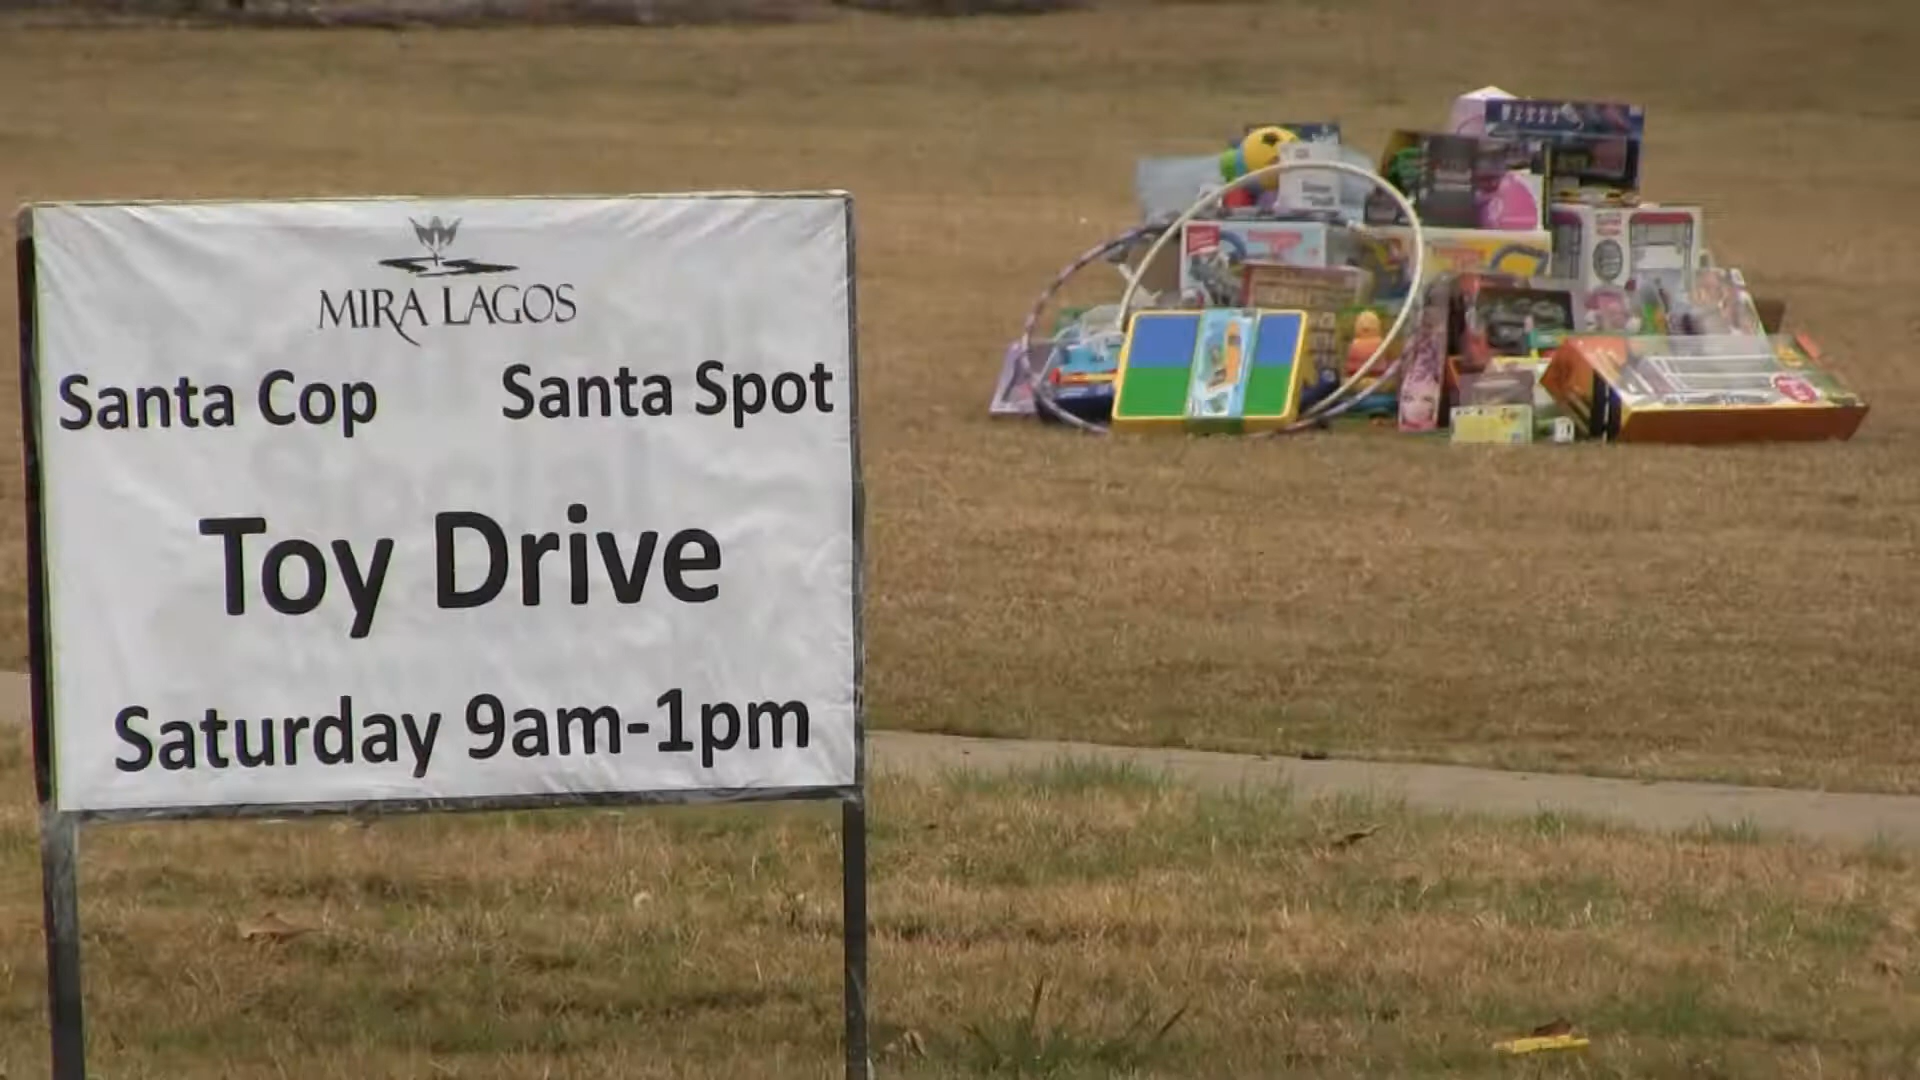 MIRA LAGOS
Santa Cop Santa Spot
Toy Drive
Saturday 9am-1pm